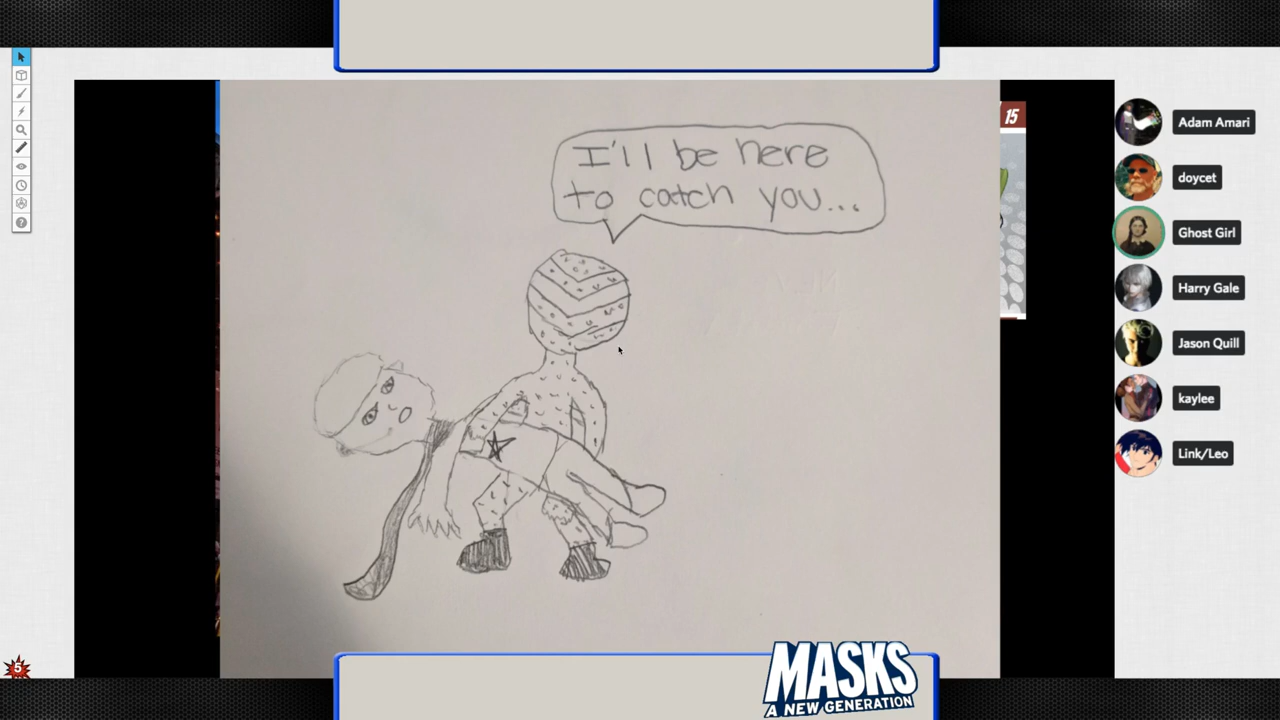 I'll be here
to catch you...
15
Adam Amari
doycet
Ghost Girl
Harry Gale
Jason Quill
kaylee
Link/Leo
5
MASKS
A NEW GENERATION